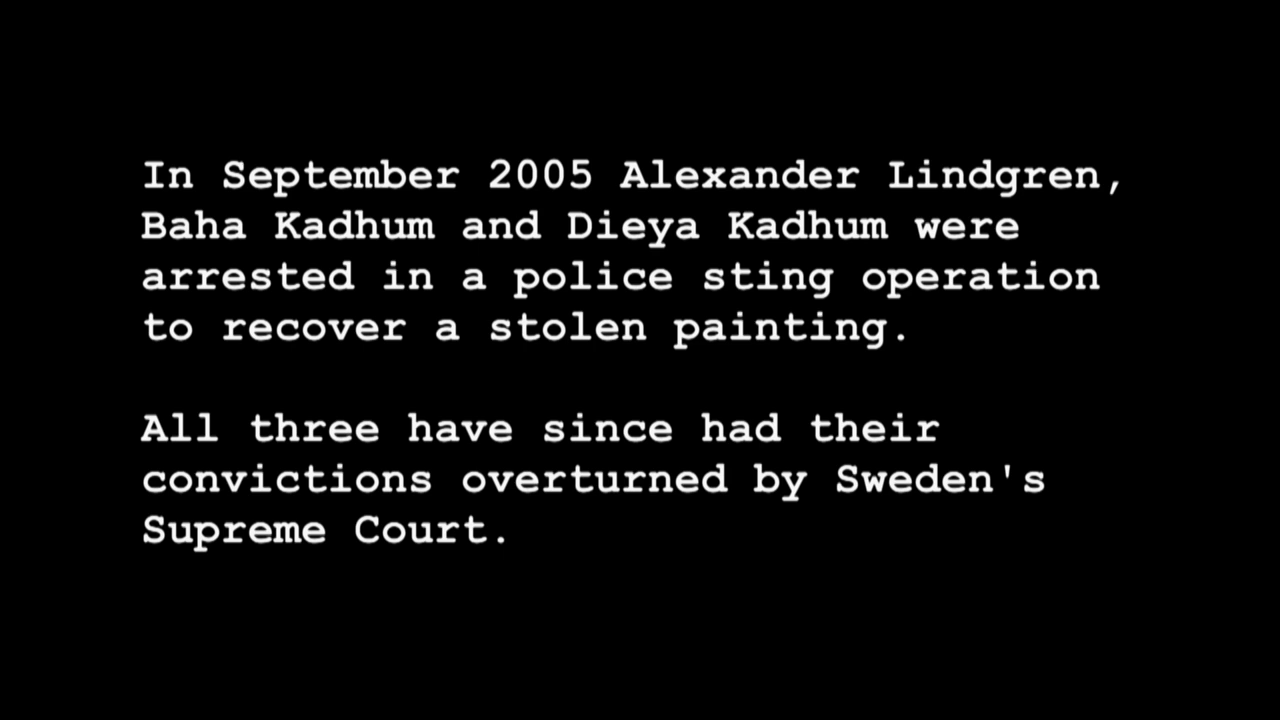 In September 2005 Alexander Lindgren,
Baha Kadhum and Dieya Kadhum were
arrested in a police sting operation
to recover a stolen painting.
All three have since had their
convictions overturned by Sweden's
Supreme Court.